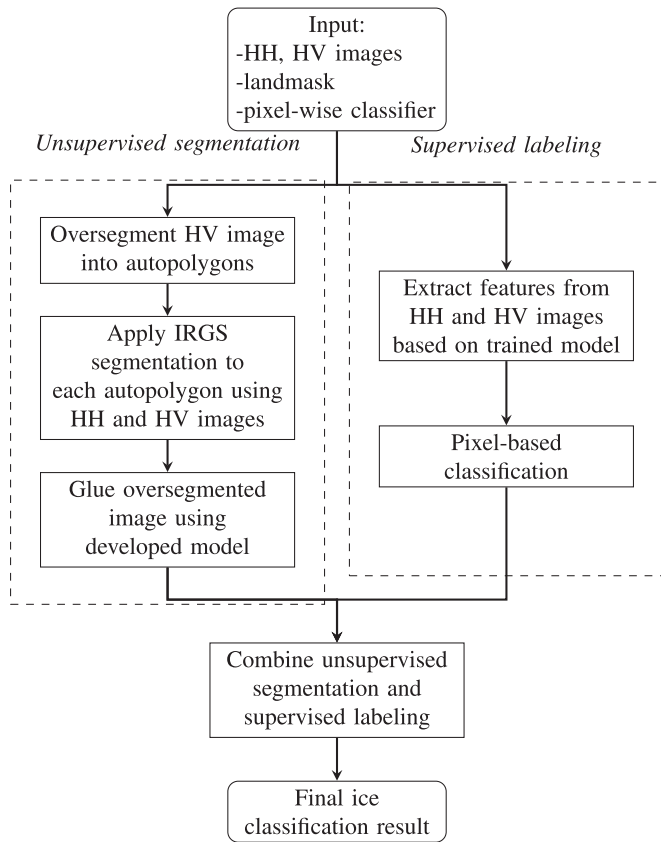 Input:
-HH, HV images
-landmask
-pixel-wise classifier
Unsupervised segmentation
Supervised labeling
Oversegment HV image
into autopolygons
Apply IRGS
segmentation to
each autopolygon using
HH and HV images
Glue oversegmented
image using
developed model
Extract features from
HH and HV images
based on trained model
Pixel-based
classification
Combine unsupervised
segmentation and
supervised labeling
Final ice
classification result